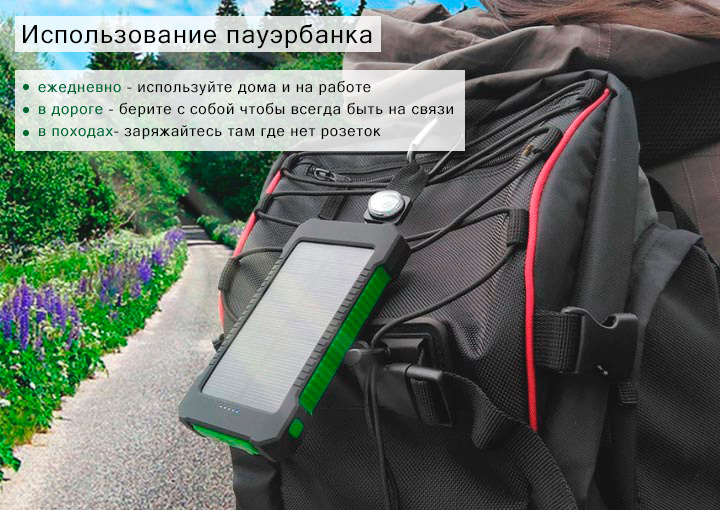 Использование пауэрбанка
• ежедневно - используйте дома и на работе
• в дороге - берите с собой чтобы всегда быть на связи
• в походах- заряжайтесь там где нет розеток